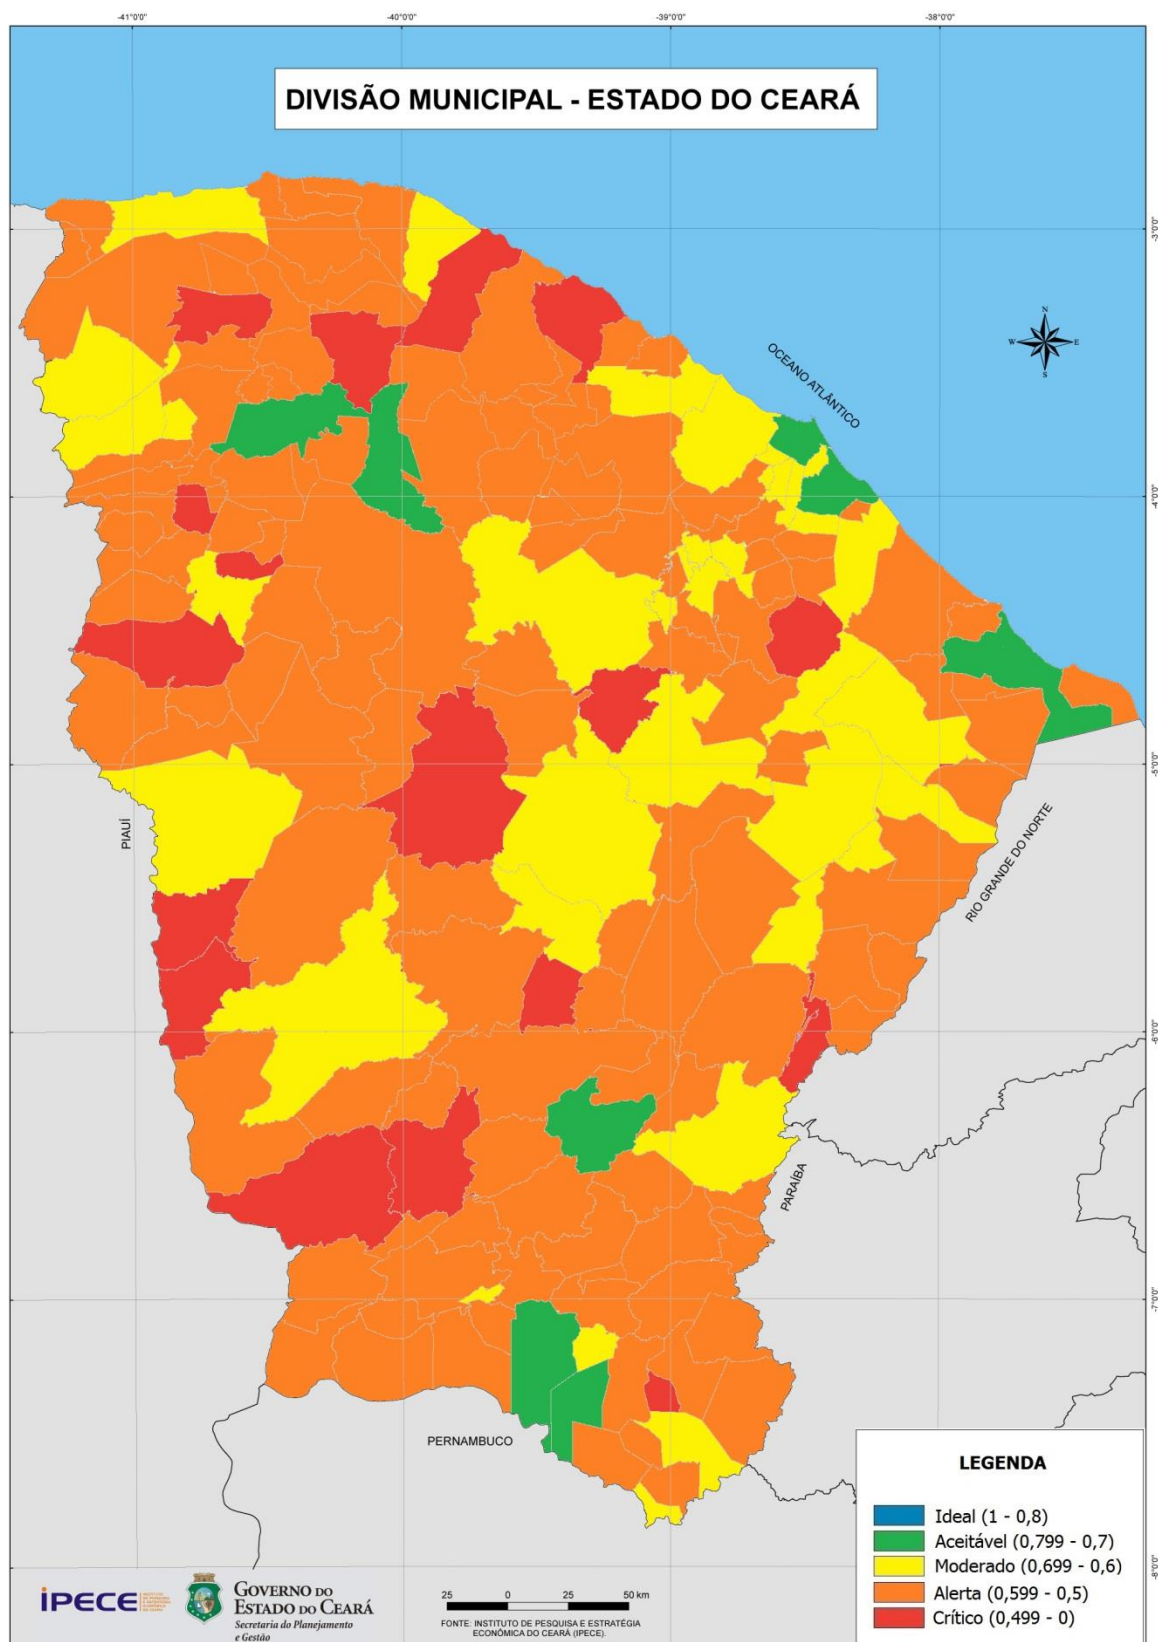 -41°0'0"
-40°0'0"
-39°0'0"
-38°0'0"
DIVISÃO MUNICIPAL - ESTADO DO CEARÁ
-3°0'0"
N
W
E
S
OCEANO ATLÂNTICO
-4°0'0"
-5°0'0"
PIAUÍ
RIO GRANDE DO NORTE
-6°0'0"
PARAÍBA
-7°0'0"
PERNAMBUCO
LEGENDA
Ideal (1 - 0,8)
Aceitável (0,799 - 0,7)
Moderado (0,699 - 0,6)
Alerta (0,599 - 0,5)
Crítico (0,499 - 0)
-8°0'0"
iPECE
GOVERNO DO
ESTADO DO CEARÁ
Secretaria do Planejamento
e Gestão
25 0 25 50 km
FONTE: INSTITUTO DE PESQUISA E ESTRATÉGIA
ECONÔMICA DO CEARÁ (IPECE).